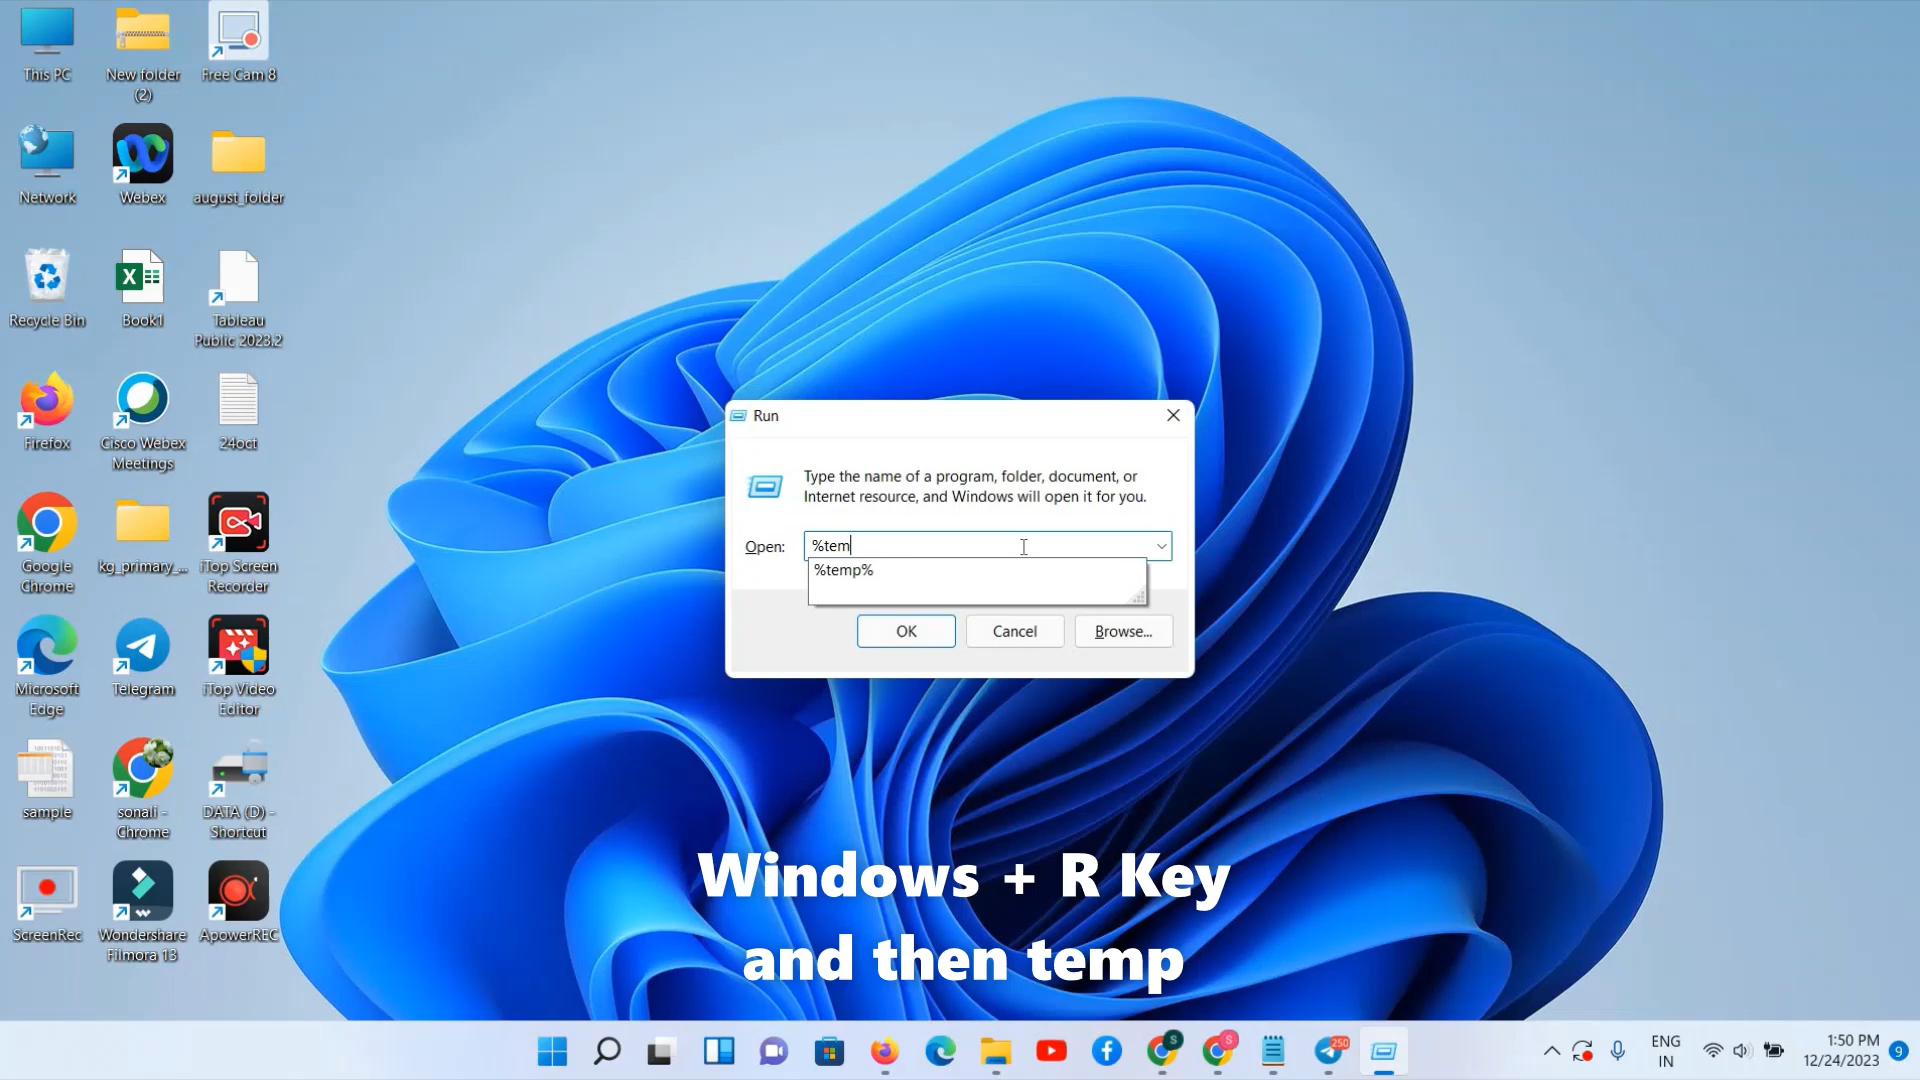 This PC
New folder
(2)
Free Cam 8
Network
Webex
august_folder
Recycle Bin
Book1
Tableau
Public 2023.2
Firefox
Cisco Webex
Meetings
24oct
Google
Chrome
kg_primary_...
iTop Screen
Recorder
Microsoft
Edge
Telegram
iTop Video
Editor
sample
sonali -
Chrome
DATA (D) -
Shortcut
ScreenRec
Wondershare
Filmora 13
ApowerREC
Run
Type the name of a program, folder, document, or
Internet resource, and Windows will open it for you.
Open:
%tem
%temp%
OK
Cancel
Browse...
Windows + R Key
and then temp
S
S
250
ENG
IN
1:50 PM
12/24/2023
9